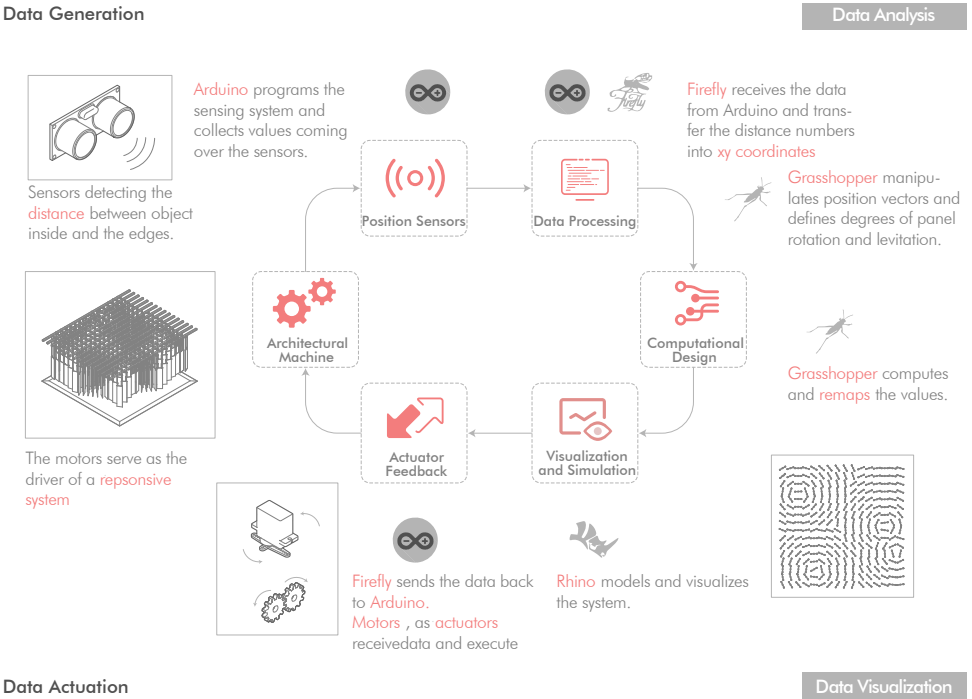 Data Generation
Data Analysis
Arduino programs the
sensing system and
collects values coming
over the sensors.
Firefly
Firefly receives the data
from Arduino and trans-
fer the distance numbers
into xy coordinates
Sensors detecting the
distance between object
inside and the edges.
Position Sensors
Data Processing
Grasshopper manipu-
lates position vectors and
defines degrees of panel
rotation and levitation.
Architectural
Machine
Computational
Design
Grasshopper computes
and remaps the values.
Actuator
Feedback
Visualization
and Simulation
The motors serve as the
driver of a repsonsive
system
Firefly sends the data back
to Arduino.
Motors , as actuators
receivedata and execute
Rhino models and visualizes
the system.
Data Actuation
Data Visualization